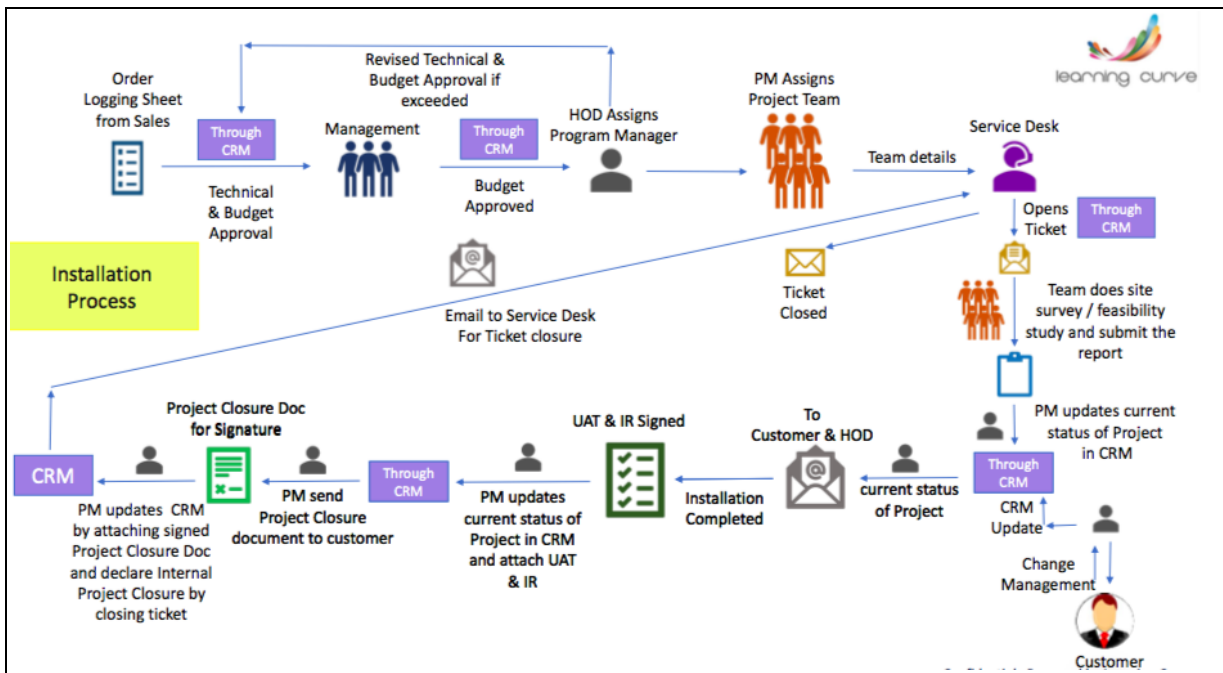 learning curve
Order
Logging Sheet
from Sales
Through
CRM
Technical
& Budget
Approval
Revised Technical &
Budget Approval if
exceeded
Management
Through
CRM
Budget
Approved
HOD Assigns
Program Manager
PM Assigns
Project Team
Team details
Service Desk
Opens
Ticket
Through
CRM
Ticket
Closed
Installation
Process
Email to Service Desk
For Ticket closure
Team does site
survey / feasibility
study and submit the
report
PM updates current
status of Project
in CRM
Through
CRM
CRM
Update
Change
Management
Customer
current status
of Project
To
Customer & HOD
Installation
Completed
UAT & IR Signed
PM updates
current status of
Project in CRM
and attach UAT
& IR
Through
CRM
PM send
Project Closure
document to customer
Project Closure Doc
for Signature
PM updates CRM
by attaching signed
Project Closure Doc
and declare Internal
Project Closure by
closing ticket
CRM